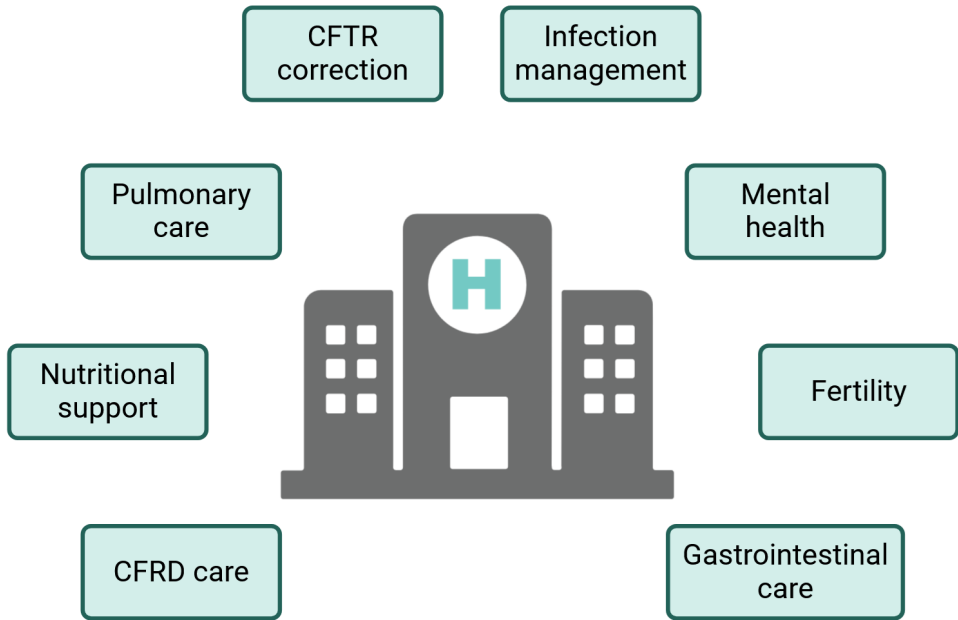 CFTR
correction
Infection
management
Pulmonary
care
Mental
health
H
Nutritional
support
Fertility
CFRD care
Gastrointestinal
care